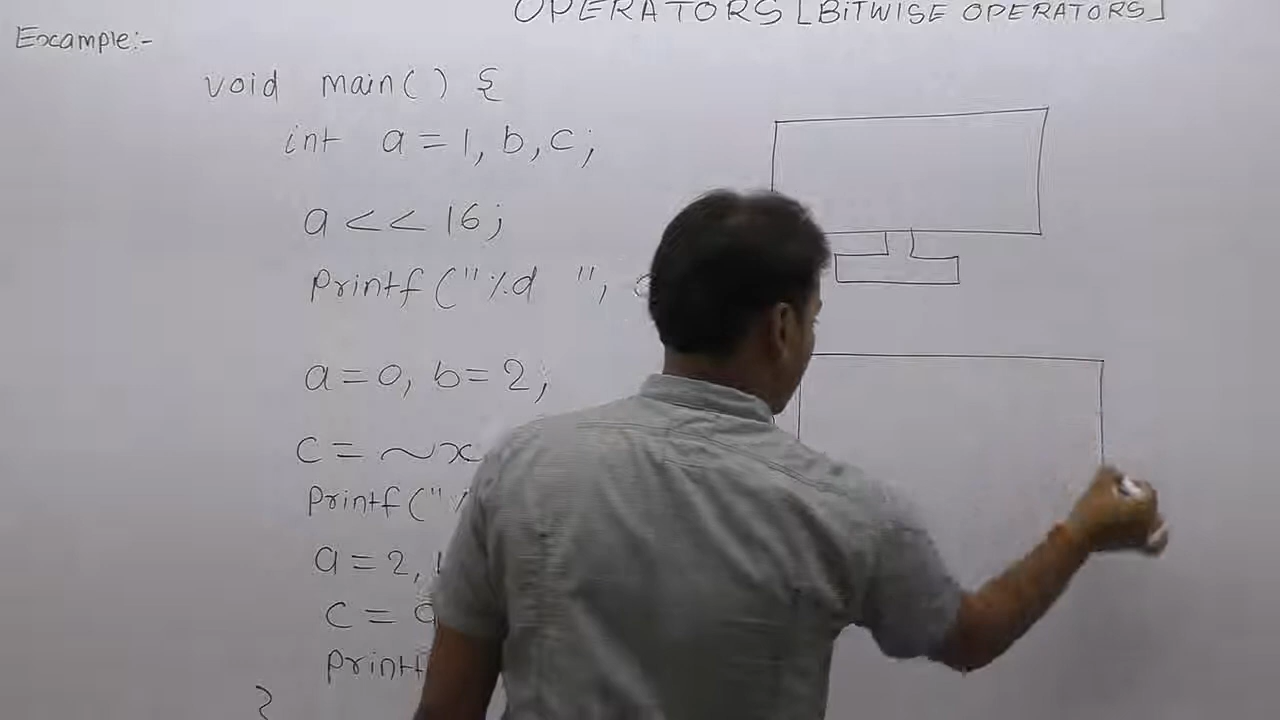 OPERATORS [BITWISE OPERATORS]
Example:-
void main() {
int a = 1, b, c;
a << 16;
Printf ("%d ",
a = 0, b = 2;
c = ~x
Printf ("
a = 2,
c =
Printf
}